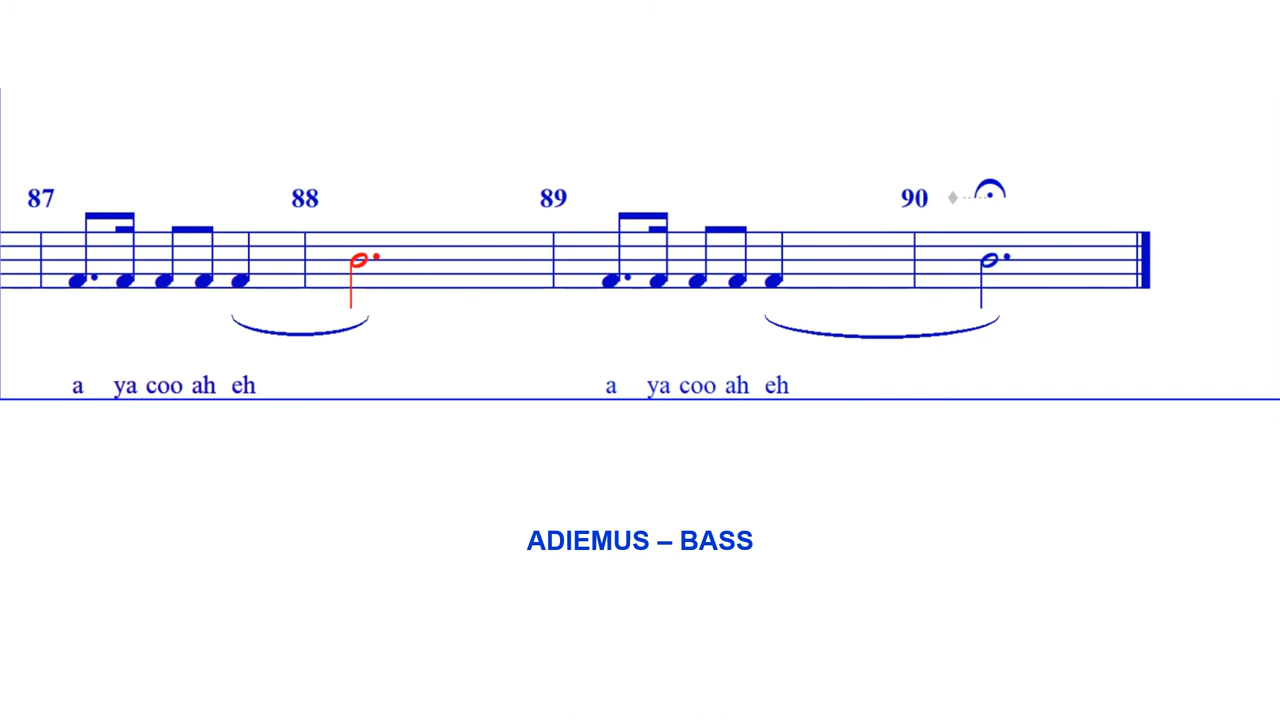 87 88 89 90
a ya coo ah eh a ya coo ah eh
ADIEMUS – BASS